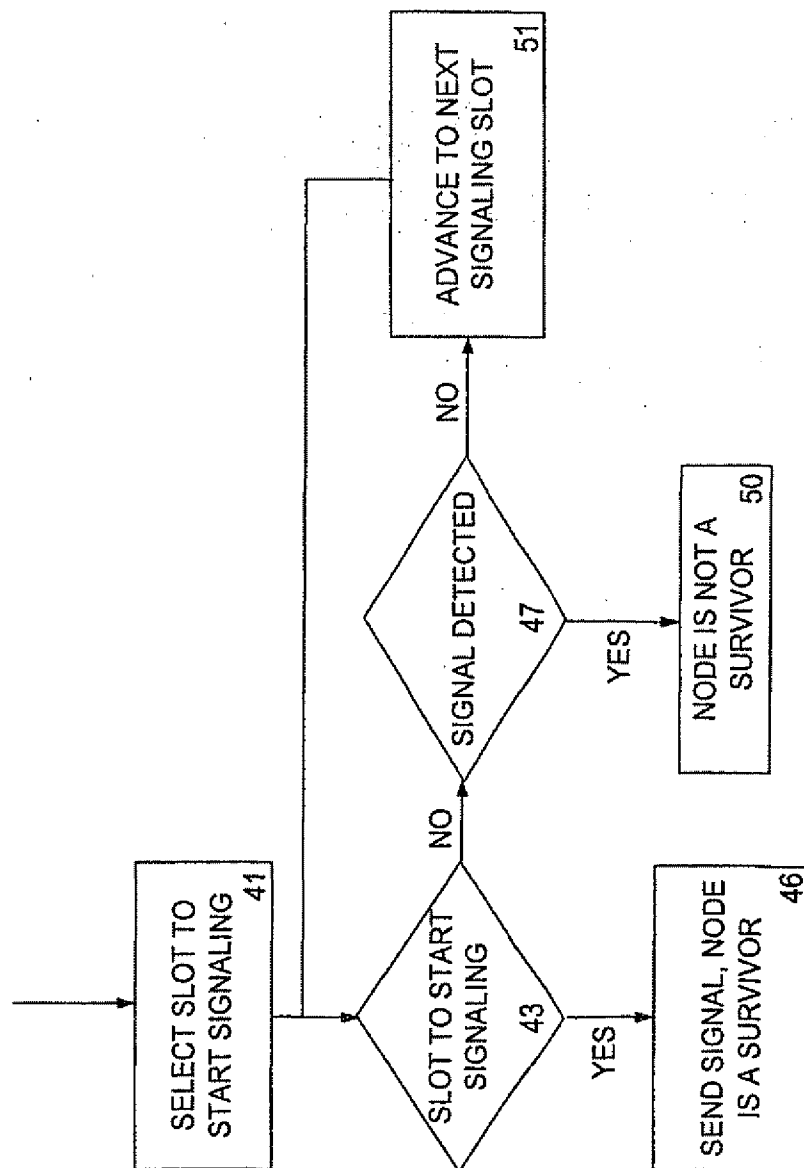 SELECT SLOT TO
START SIGNALING
41
SLOT TO START
SIGNALING
43
NO
YES
SEND SIGNAL, NODE
IS A SURVIVOR
46
SIGNAL DETECTED
47
NO
YES
NODE IS NOT A
SURVIVOR
50
ADVANCE TO NEXT
SIGNALING SLOT
51